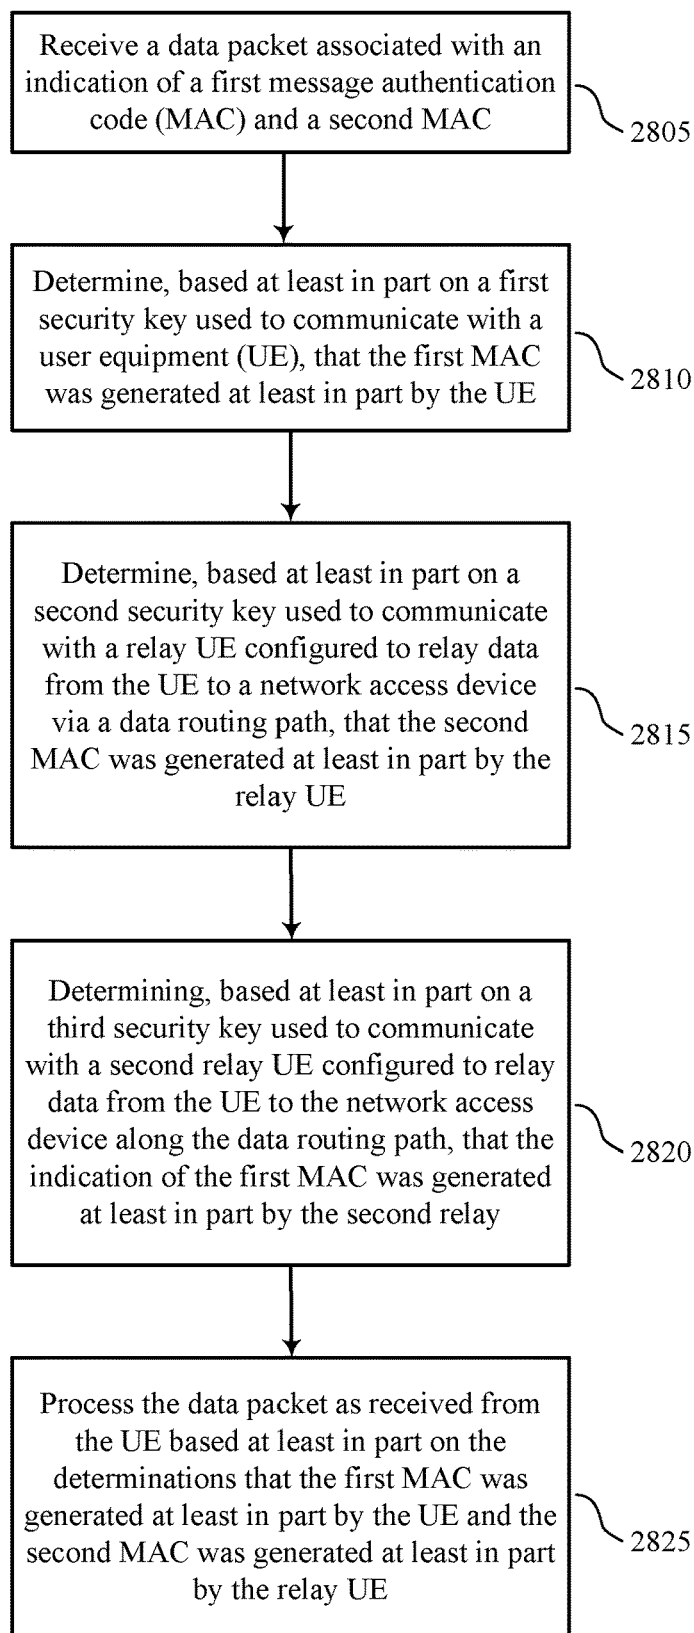 Receive a data packet associated with an
indication of a first message authentication
code (MAC) and a second MAC
2805
Determine, based at least in part on a first
security key used to communicate with a
user equipment (UE), that the first MAC
was generated at least in part by the UE
2810
Determine, based at least in part on a
second security key used to communicate
with a relay UE configured to relay data
from the UE to a network access device
via a data routing path, that the second
MAC was generated at least in part by the
relay UE
2815
Determining, based at least in part on a
third security key used to communicate
with a second relay UE configured to relay
data from the UE to the network access
device along the data routing path, that the
indication of the first MAC was generated
at least in part by the second relay
2820
Process the data packet as received from
the UE based at least in part on the
determinations that the first MAC was
generated at least in part by the UE and the
second MAC was generated at least in part
by the relay UE
2825